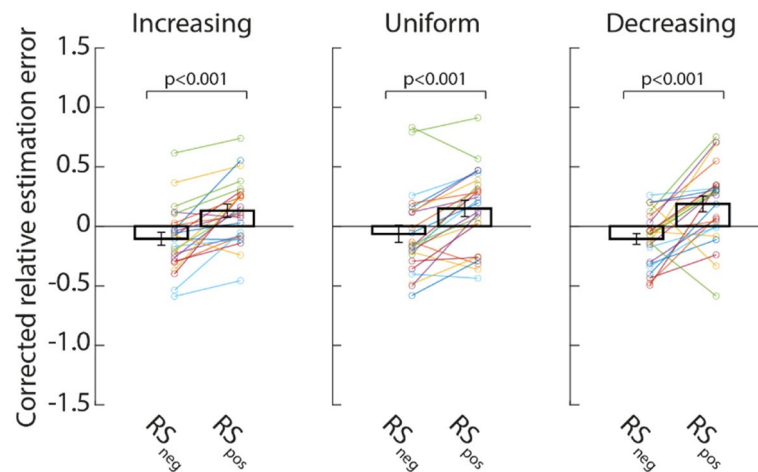 Increasing Uniform Decreasing
Corrected relative estimation error
1.5
1.0
0.5
0
-0.5
-1.0
-1.5
p<0.001 p<0.001 p<0.001
RS neg RS pos RS neg RS pos RS neg RS pos